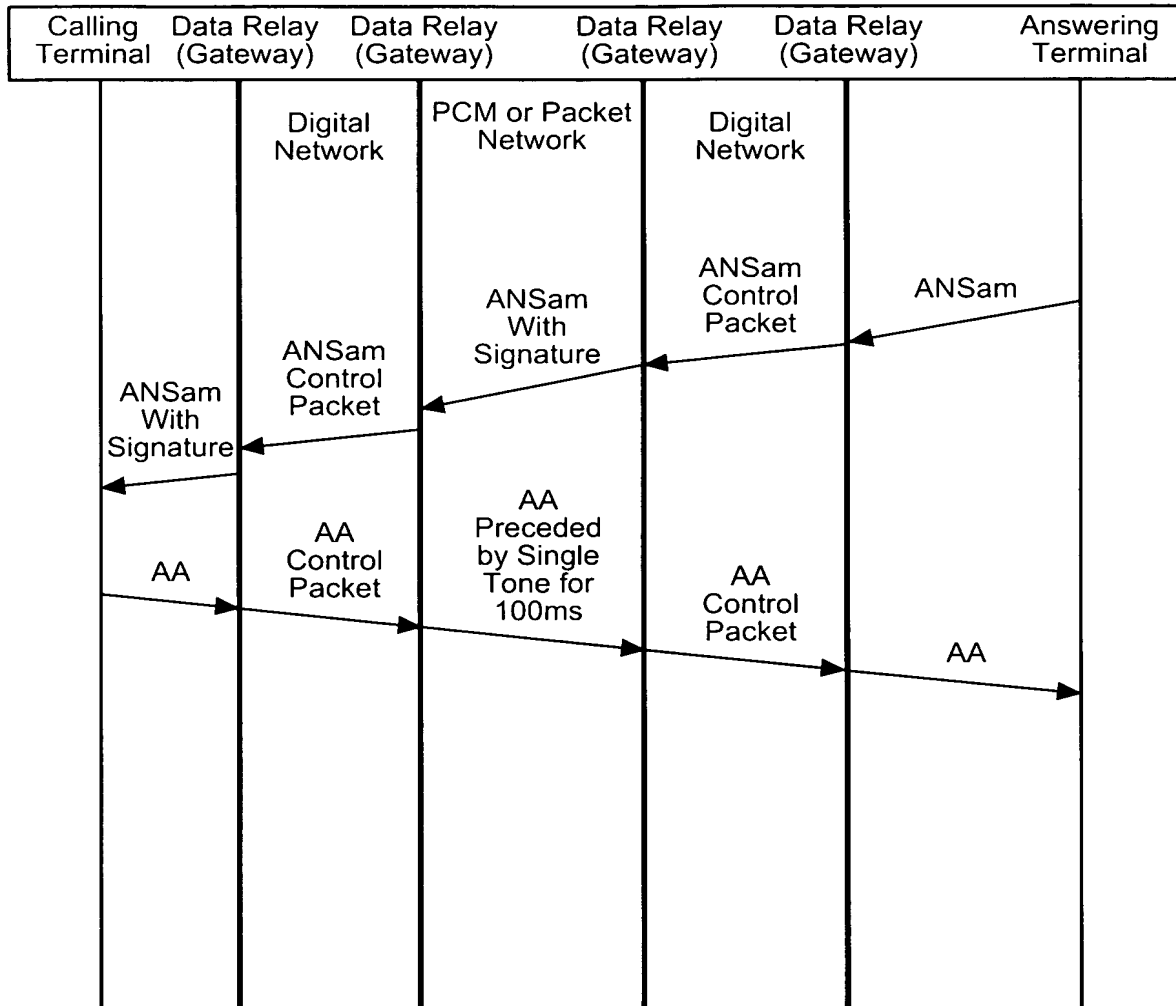 Calling
Terminal
Data Relay
(Gateway)
Data Relay
(Gateway)
Data Relay
(Gateway)
Data Relay
(Gateway)
Answering
Terminal
Digital
Network
PCM or Packet
Network
Digital
Network
ANSam
ANSam
Control
Packet
ANSam
With
Signature
ANSam
Control
Packet
ANSam
With
Signature
AA
AA
Control
Packet
AA
Preceded
by Single
Tone for
100ms
AA
Control
Packet
AA